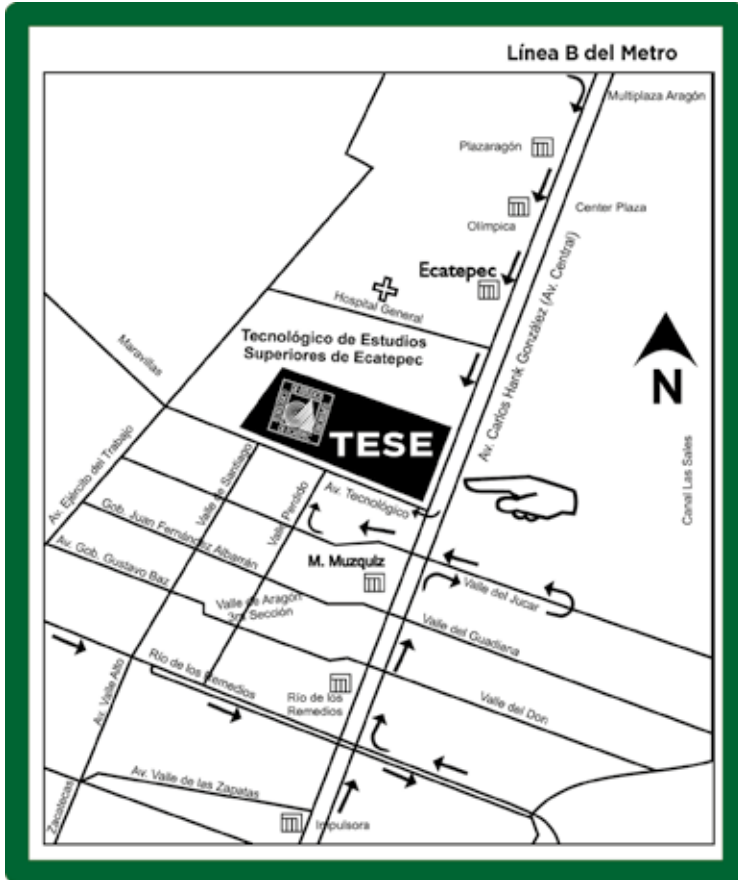 Línea B del Metro
Multiplaza Aragón
Plazaragón
Center Plaza
Olímpica
Ecatepec
Hospital General
Av. Carlos Hank González (Av. Central)
Tecnológico de Estudios
Superiores de Ecatepec
Maravillas
N
TESE
Av. Ejército del Trabajo
Valle de Santiago
Valle Perdido
Av. Tecnológico
Canal Las Sales
Gob. Juan Fernández Albarrán
M. Muzquiz
Valle del Jucar
Av. Gob. Gustavo Baz
Valle de Aragón
3ra Sección
Valle del Guadiana
Río de los Remedios
Av. Valle Alto
Río de los
Remedios
Valle del Don
Av. Valle de las Zapatas
Zacatecas
Impulsora